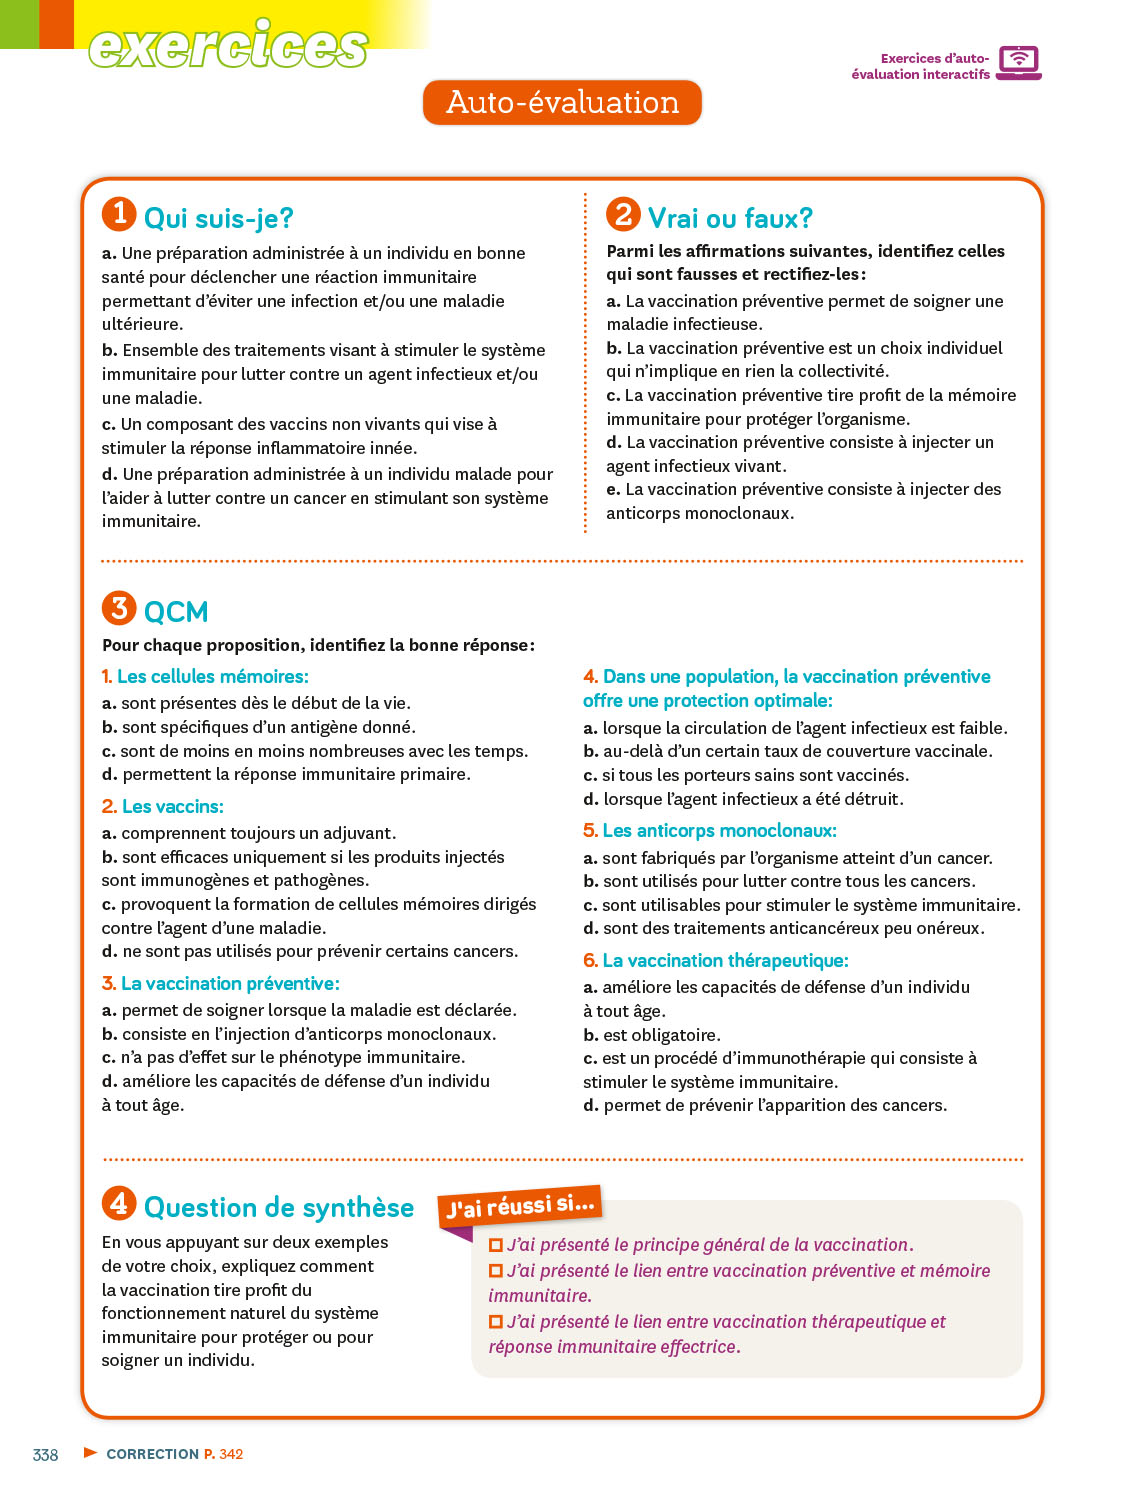 exercices
Exercices d'auto-
évaluation interactifs
Auto-évaluation
1 Qui suis-je?
a. Une préparation administrée à un individu en bonne
santé pour déclencher une réaction immunitaire
permettant d'éviter une infection et/ou une maladie
ultérieure.
b. Ensemble des traitements visant à stimuler le système
immunitaire pour lutter contre un agent infectieux et/ou
une maladie.
c. Un composant des vaccins non vivants qui vise à
stimuler la réponse inflammatoire innée.
d. Une préparation administrée à un individu malade pour
l'aider à lutter contre un cancer en stimulant son système
immunitaire.
2 Vrai ou faux?
Parmi les affirmations suivantes, identifiez celles
qui sont fausses et rectifiez-les:
a. La vaccination préventive permet de soigner une
maladie infectieuse.
b. La vaccination préventive est un choix individuel
qui n'implique en rien la collectivité.
c. La vaccination préventive tire profit de la mémoire
immunitaire pour protéger l'organisme.
d. La vaccination préventive consiste à injecter un
agent infectieux vivant.
e. La vaccination préventive consiste à injecter des
anticorps monoclonaux.
3 QCM
Pour chaque proposition, identifiez la bonne réponse:
1. Les cellules mémoires:
a. sont présentes dès le début de la vie.
b. sont spécifiques d'un antigène donné.
c. sont de moins en moins nombreuses avec les temps.
d. permettent la réponse immunitaire primaire.
2. Les vaccins:
a. comprennent toujours un adjuvant.
b. sont efficaces uniquement si les produits injectés
sont immunogènes et pathogènes.
c. provoquent la formation de cellules mémoires dirigés
contre l'agent d'une maladie.
d. ne sont pas utilisés pour prévenir certains cancers.
3. La vaccination préventive:
a. permet de soigner lorsque la maladie est déclarée.
b. consiste en l'injection d'anticorps monoclonaux.
c. n'a pas d'effet sur le phénotype immunitaire.
d. améliore les capacités de défense d'un individu
à tout âge.
4. Dans une population, la vaccination préventive
offre une protection optimale:
a. lorsque la circulation de l'agent infectieux est faible.
b. au-delà d'un certain taux de couverture vaccinale.
c. si tous les porteurs sains sont vaccinés.
d. lorsque l'agent infectieux a été détruit.
5. Les anticorps monoclonaux:
a. sont fabriqués par l'organisme atteint d'un cancer.
b. sont utilisés pour lutter contre tous les cancers.
c. sont utilisables pour stimuler le système immunitaire.
d. sont des traitements anticancéreux peu onéreux.
6. La vaccination thérapeutique:
a. améliore les capacités de défense d'un individu
à tout âge.
b. est obligatoire.
c. est un procédé d'immunothérapie qui consiste à
stimuler le système immunitaire.
d. permet de prévenir l'apparition des cancers.
4 Question de synthèse
En vous appuyant sur deux exemples
de votre choix, expliquez comment
la vaccination tire profit du
fonctionnement naturel du système
immunitaire pour protéger ou pour
soigner un individu.
J'ai réussi si...
J'ai présenté le principe général de la vaccination.
J'ai présenté le lien entre vaccination préventive et mémoire
immunitaire.
J'ai présenté le lien entre vaccination thérapeutique et
réponse immunitaire effectrice.
338
CORRECTION P. 342